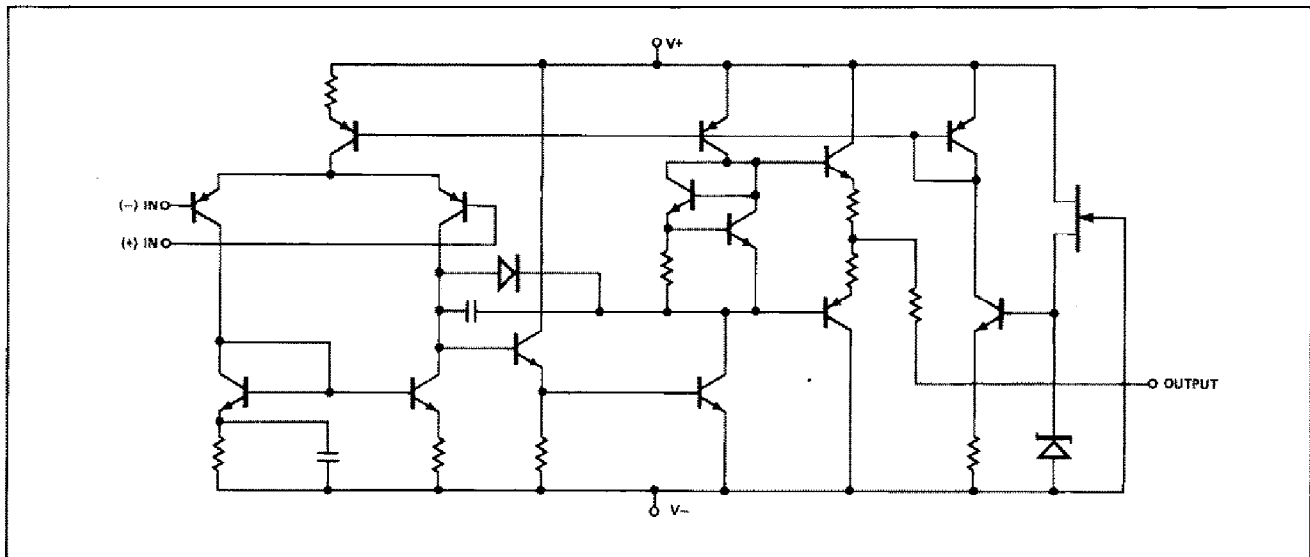 V+
(−) IN
(+) IN
OUTPUT
V−